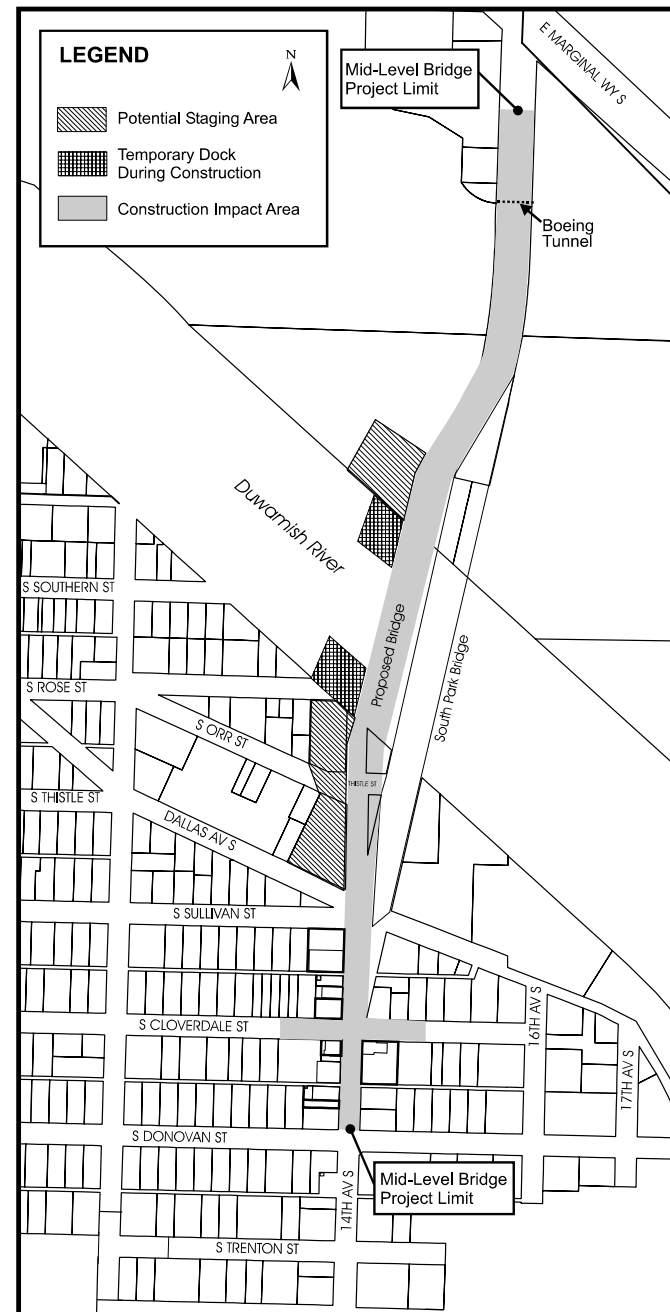 LEGEND
N
Potential Staging Area
Temporary Dock
During Construction
Construction Impact Area
Mid-Level Bridge
Project Limit
E MARGINAL WY S
Boeing
Tunnel
Duwamish River
Proposed Bridge
South Park Bridge
S SOUTHERN ST
S ROSE ST
S ORR ST
THISTLE ST
S THISTLE ST
DALLAS AV S
S SULLIVAN ST
S CLOVERDALE ST
16TH AV S
17TH AV S
S DONOVAN ST
Mid-Level Bridge
Project Limit
14TH AV S
S TRENTON ST